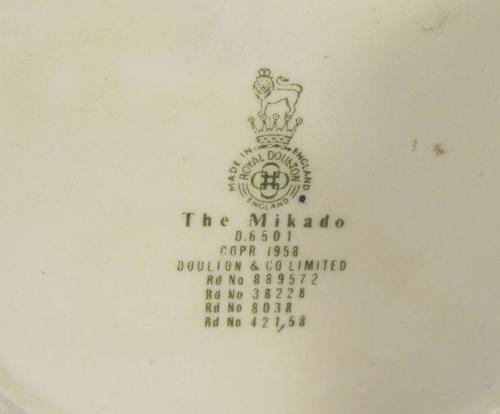 MADE IN ENGLAND
ROYAL DOULTON
ENGLAND
The Mikado
D.6501
COPR 1958
DOULTON & CO LIMITED
Rd No 889572
Rd No 38228
Rd No 8038
Rd No 421,58